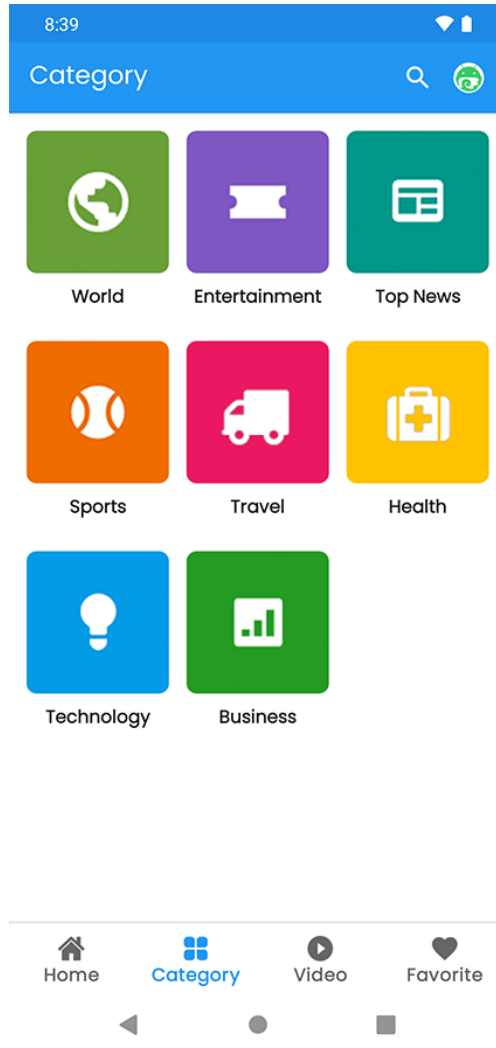 8:39
Category
World Entertainment Top News
Sports Travel Health
Technology Business
Home Category Video Favorite